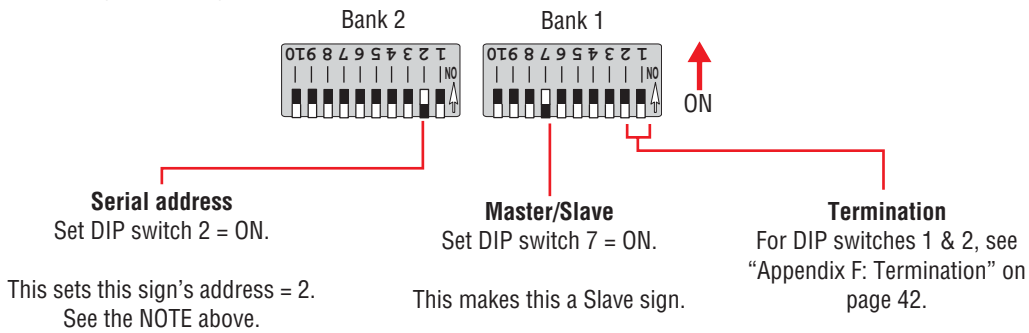 Bank 2
Bank 1
1 2 3 4 5 6 7 8 9 10
ON
1 2 3 4 5 6 7 8 9 10
ON
ON
Serial address
Set DIP switch 2 = ON.
This sets this sign's address = 2.
See the NOTE above.
Master/Slave
Set DIP switch 7 = ON.
This makes this a Slave sign.
Termination
For DIP switches 1 & 2, see
“Appendix F: Termination” on
page 42.